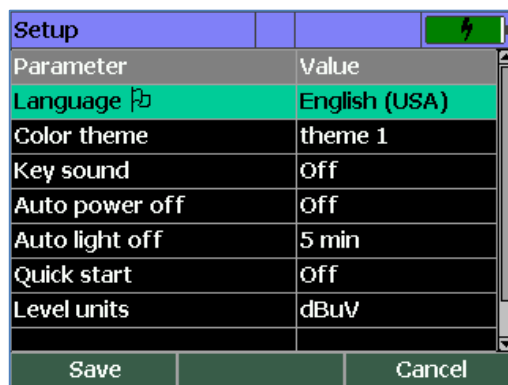 Setup
Parameter Value
Language English (USA)
Color theme theme 1
Key sound Off
Auto power off Off
Auto light off 5 min
Quick start Off
Level units dBuV
Save Cancel